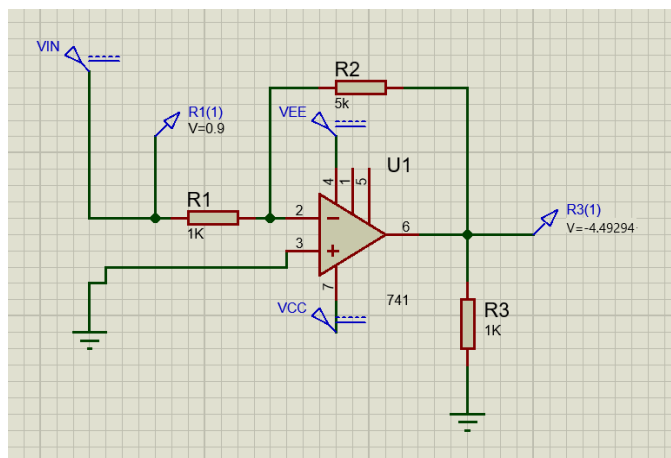 VIN
R2
R1(1)
V=0.9
5k
VEE
U1
4
1
5
R1
2
6
R3(1)
V=-4.49294
1K
3
7
741
VCC
R3
1K